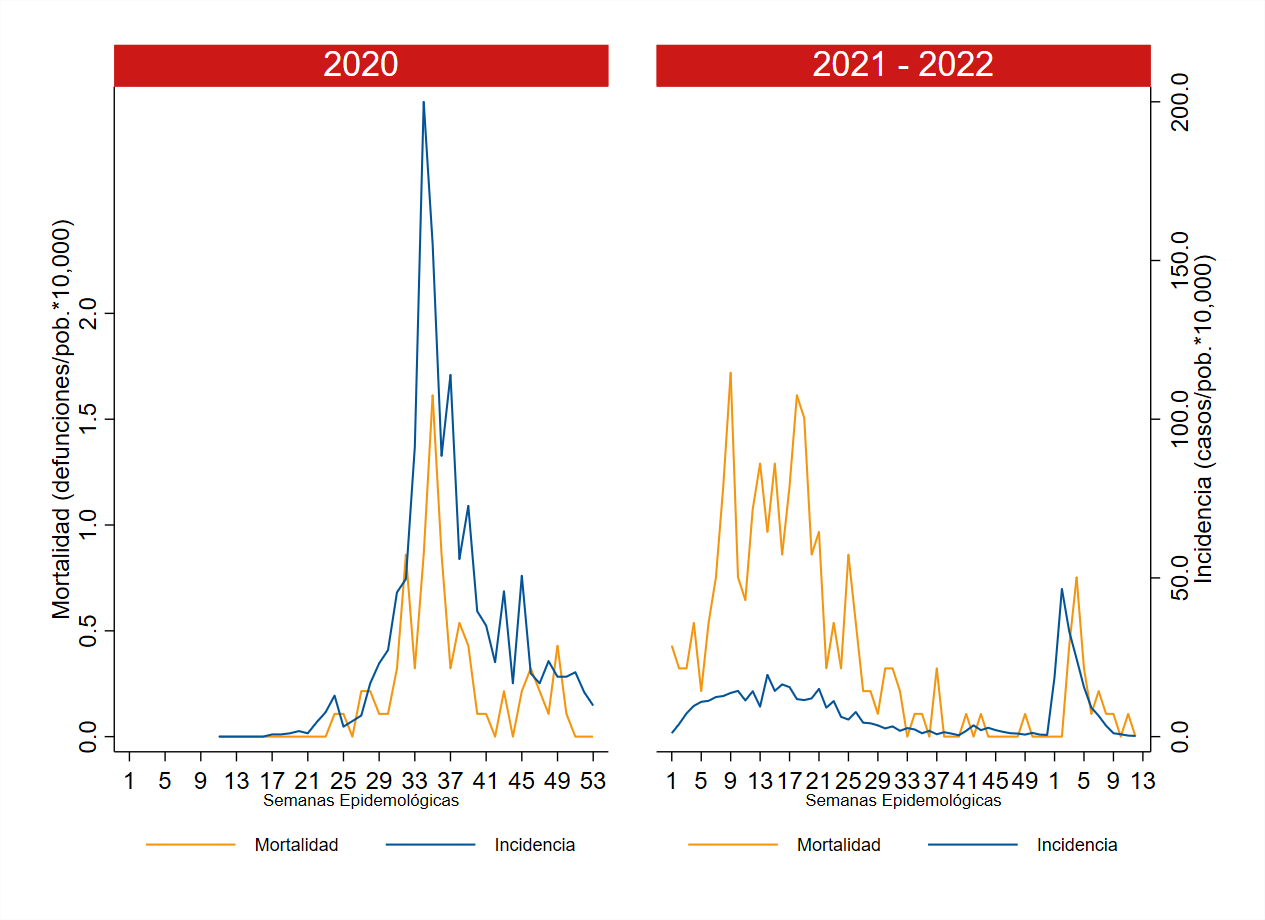 2020
2021 - 2022
Mortalidad (defunciones/pob.*10,000)
0.0 0.5 1.0 1.5 2.0
Incidencia (casos/pob.*10,000)
0.0 50.0 100.0 150.0 200.0
1 5 9 13 17 21 25 29 33 37 41 45 49 53
Semanas Epidemológicas
1 5 9 13 17 21 25 29 33 37 41 45 49 1 5 9 13
Semanas Epidemológicas
Mortalidad Incidencia
Mortalidad Incidencia